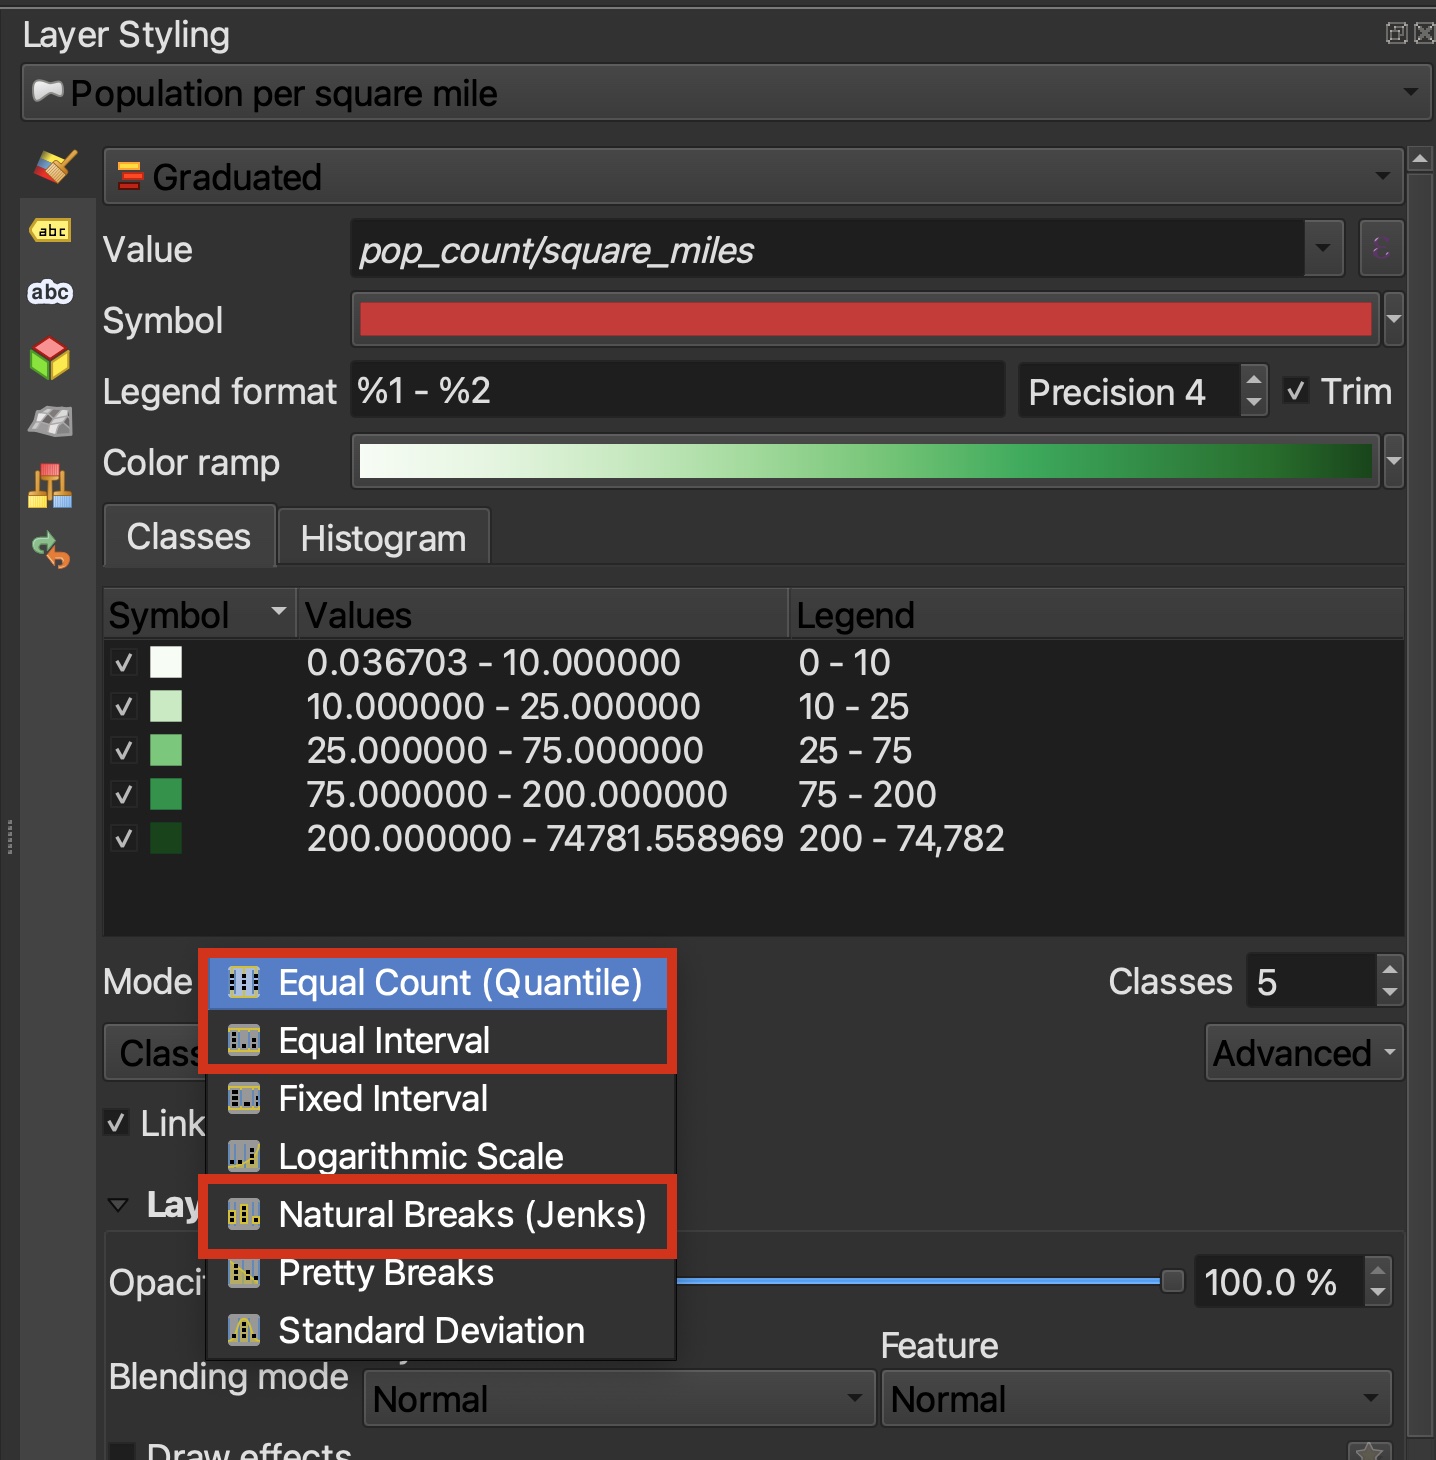 Layer Styling
Population per square mile
Graduated
abc
Value
pop_count/square_miles
ε
abc
Symbol
Legend format
%1 - %2
Precision 4
Trim
Color ramp
Classes
Histogram
Symbol
Values
Legend
0.036703 - 10.000000
0 - 10
10.000000 - 25.000000
10 - 25
25.000000 - 75.000000
25 - 75
75.000000 - 200.000000
75 - 200
200.000000 - 74781.558969
200 - 74,782
Mode
Equal Count (Quantile)
Classes
5
Equal Interval
Advanced
Fixed Interval
Link
Logarithmic Scale
Natural Breaks (Jenks)
Pretty Breaks
100.0 %
Standard Deviation
Feature
Blending mode
Normal
Normal
Draw effects